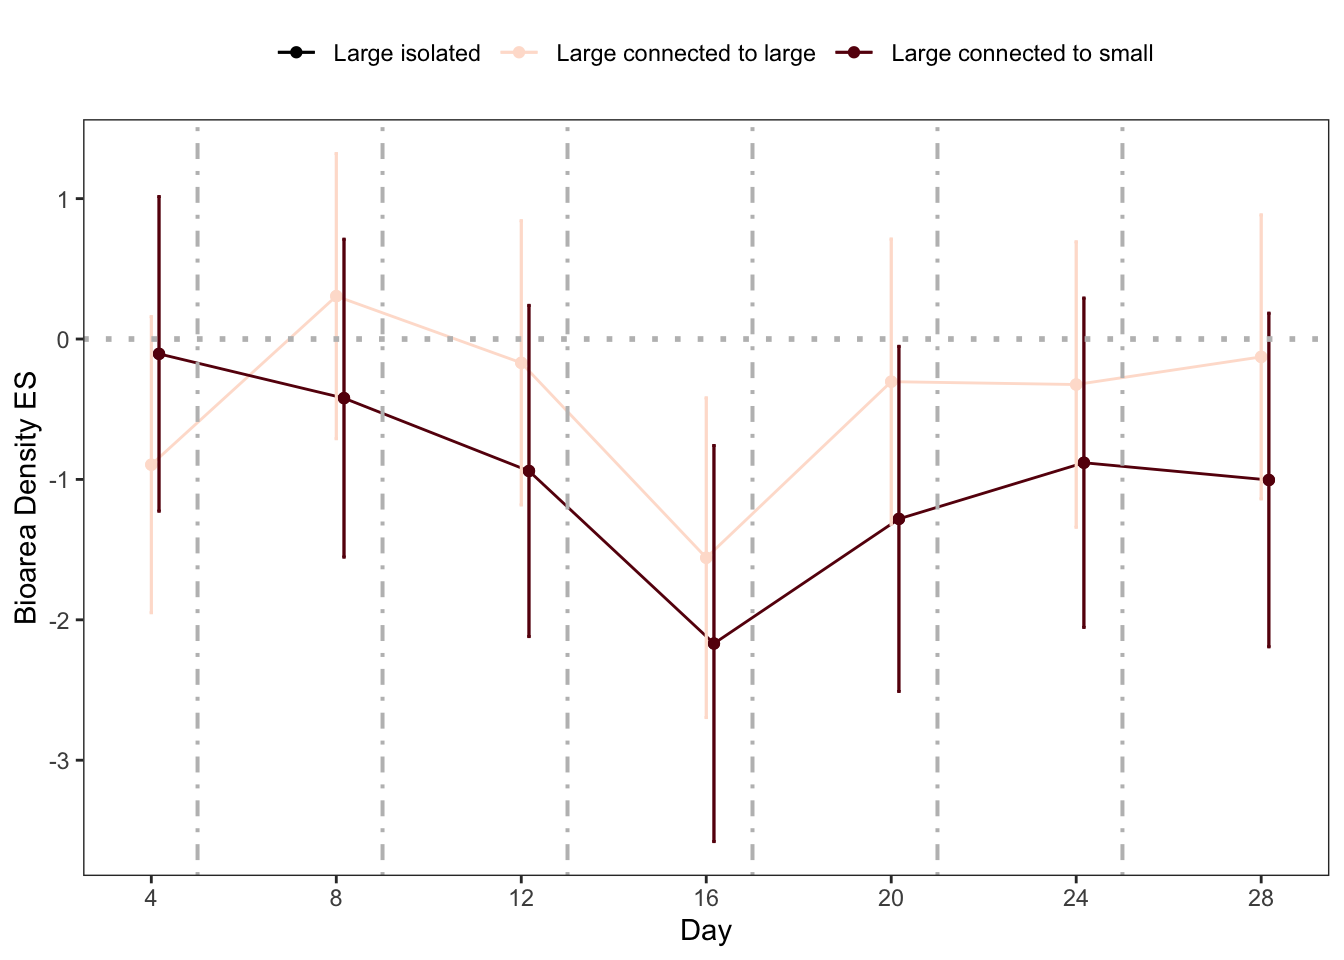 Large isolated Large connected to large Large connected to small
Bioarea Density ES
1
0
-1
-2
-3
4 8 12 16 20 24 28
Day